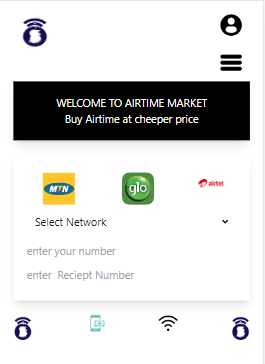 WELCOME TO AIRTIME MARKET
Buy Airtime at cheeper price
MTN
glo
airtel
Select Network
enter your number
enter Reciept Number